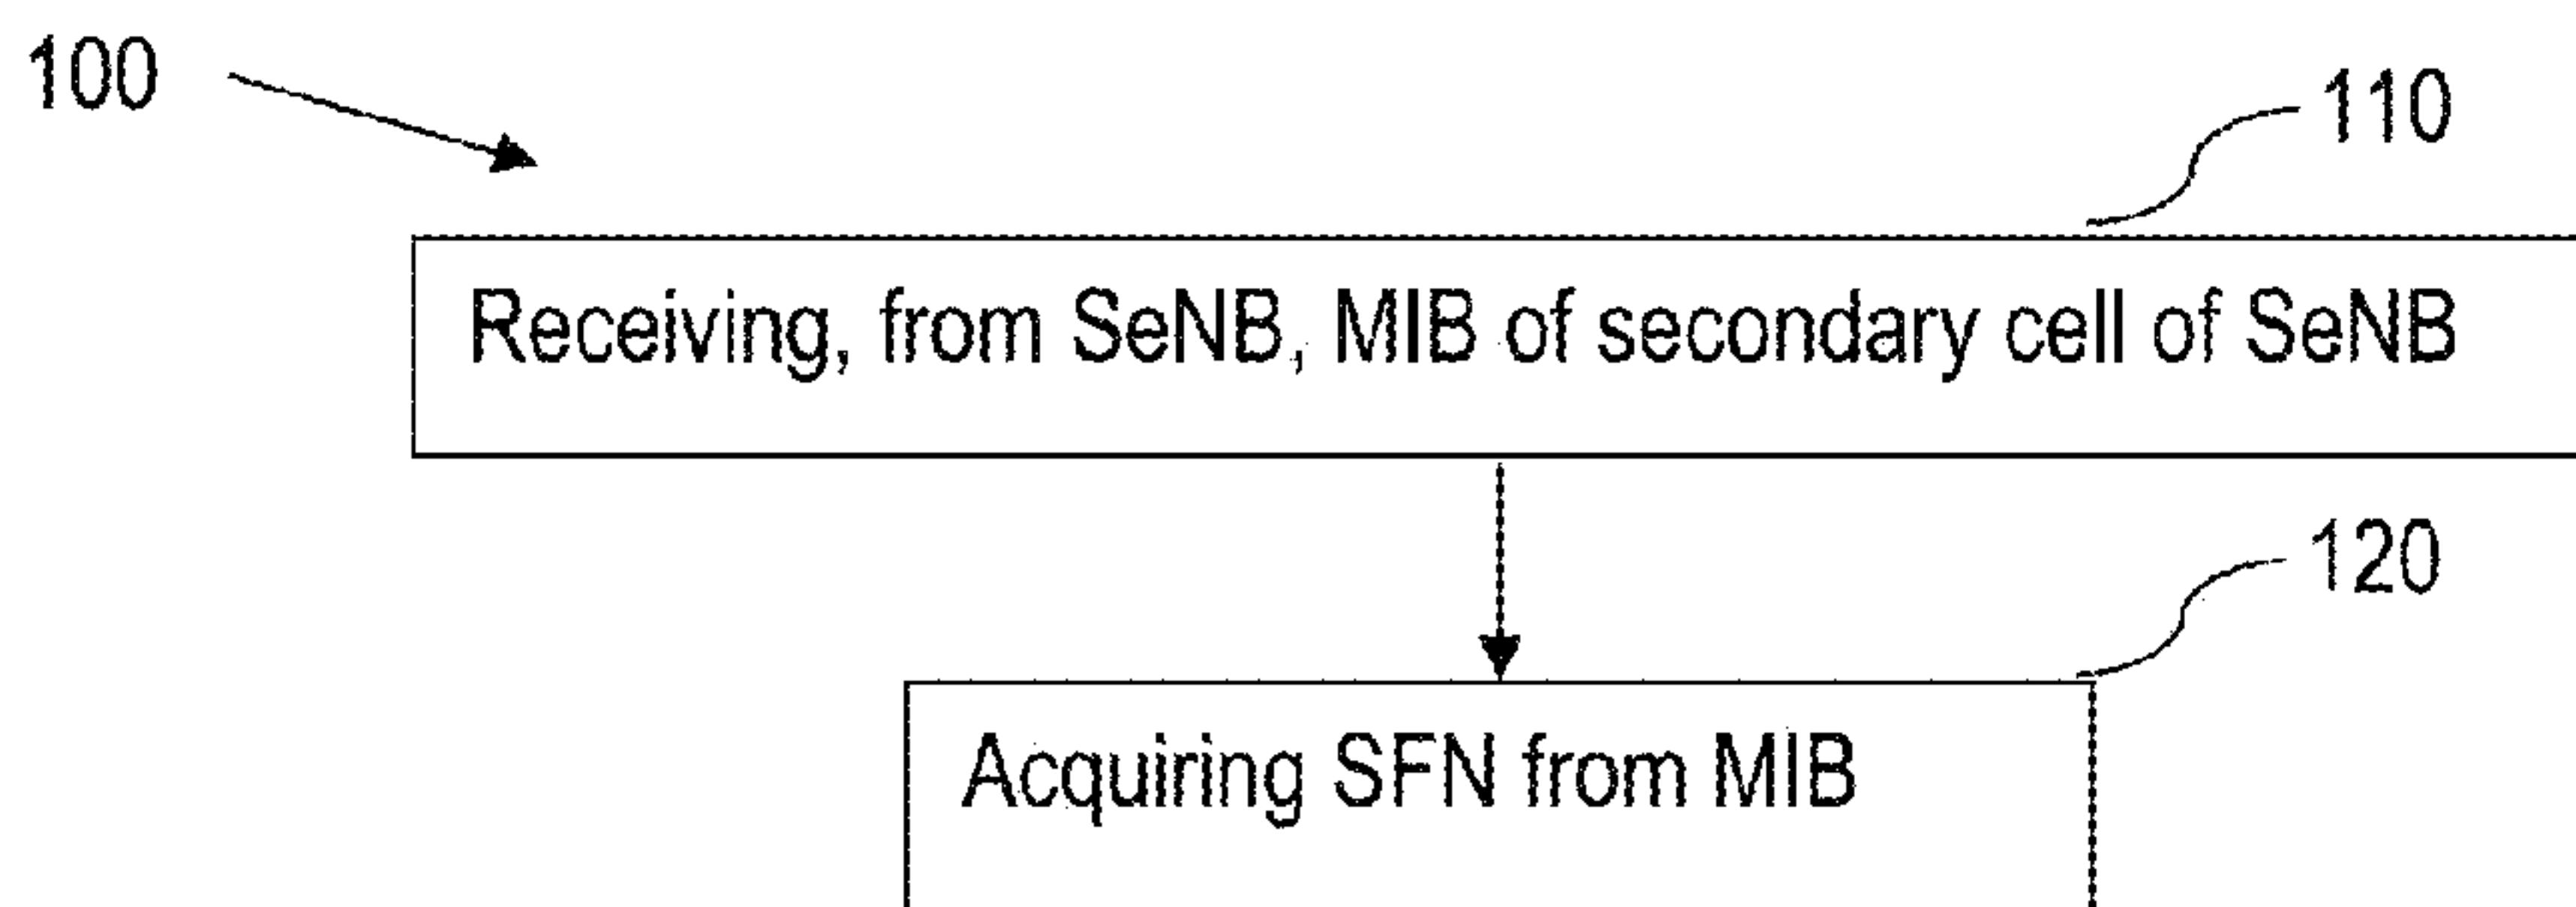 100
110
Receiving, from SeNB, MIB of secondary cell of SeNB
120
Acquiring SFN from MIB